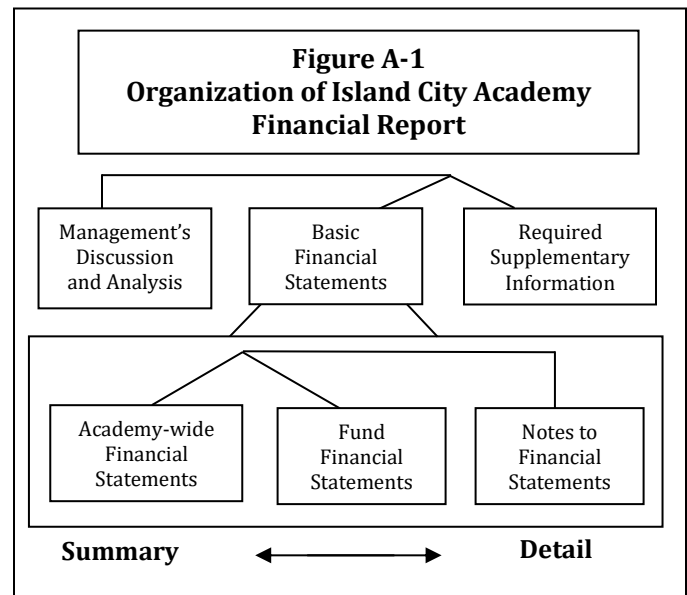 Figure A-1
Organization of Island City Academy
Financial Report
Management’s
Discussion
and Analysis
Basic
Financial
Statements
Required
Supplementary
Information
Academy-wide
Financial
Statements
Fund
Financial
Statements
Notes to
Financial
Statements
Summary
Detail